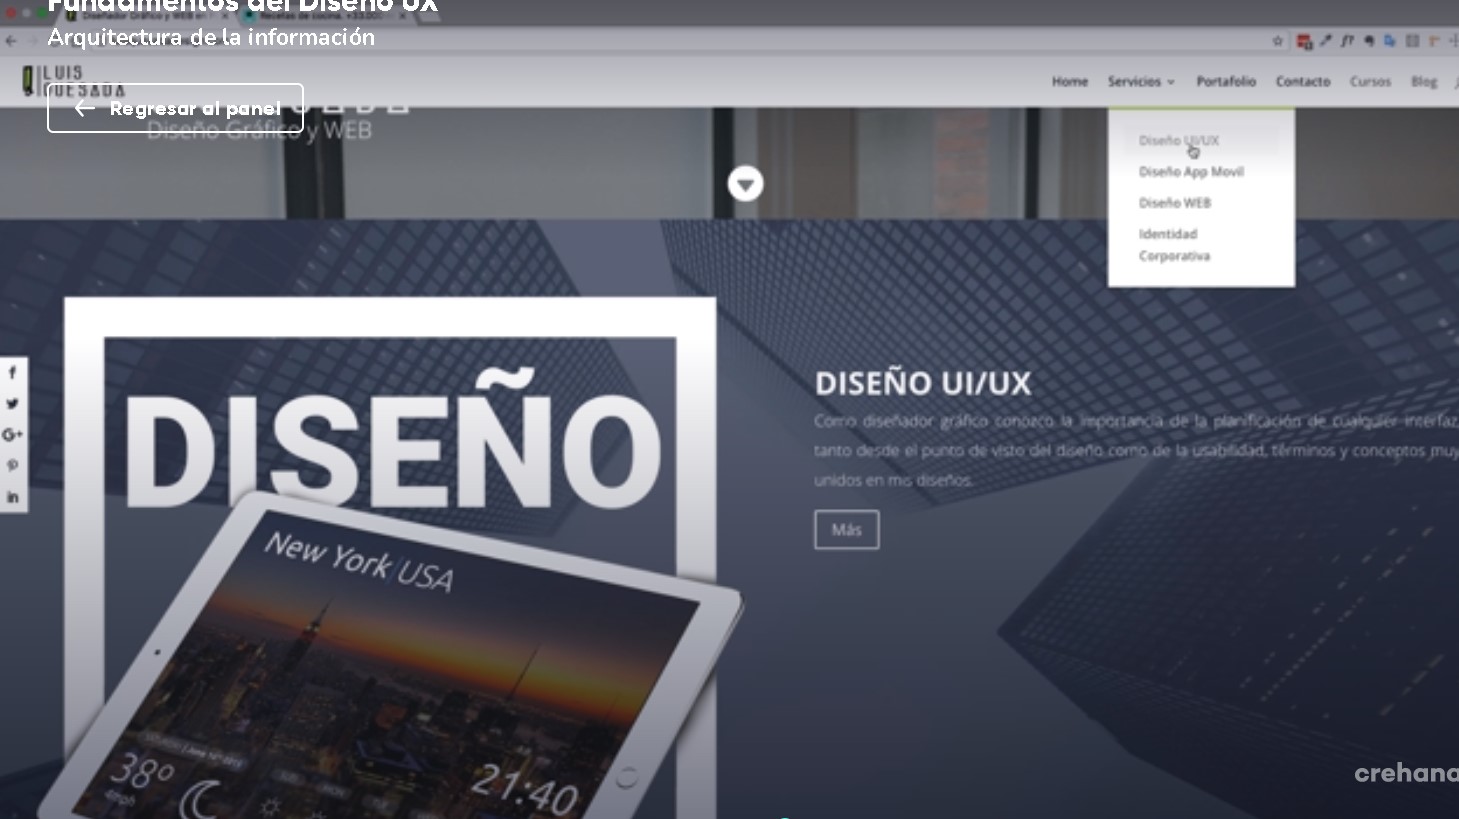 Fundamentos del Diseño UX
Arquitectura de la información
LUIS
QUESADA
Regresar al panel
Home Servicios Portafolio Contacto Cursos Blog
Diseño Gráfico y WEB
Diseño UI/UX
Diseño App Movil
Diseño WEB
Identidad
Corporativa
f
G+
in
DISEÑO
DISEÑO UI/UX
Como diseñador gráfico conozco la importancia de la planificación de cualquier interfaz,
tanto desde el punto de visto del diseño como de la usabilidad, términos y conceptos muy
unidos en mis diseños.
Más
New York/USA
38º
4mph
21:40
crehana